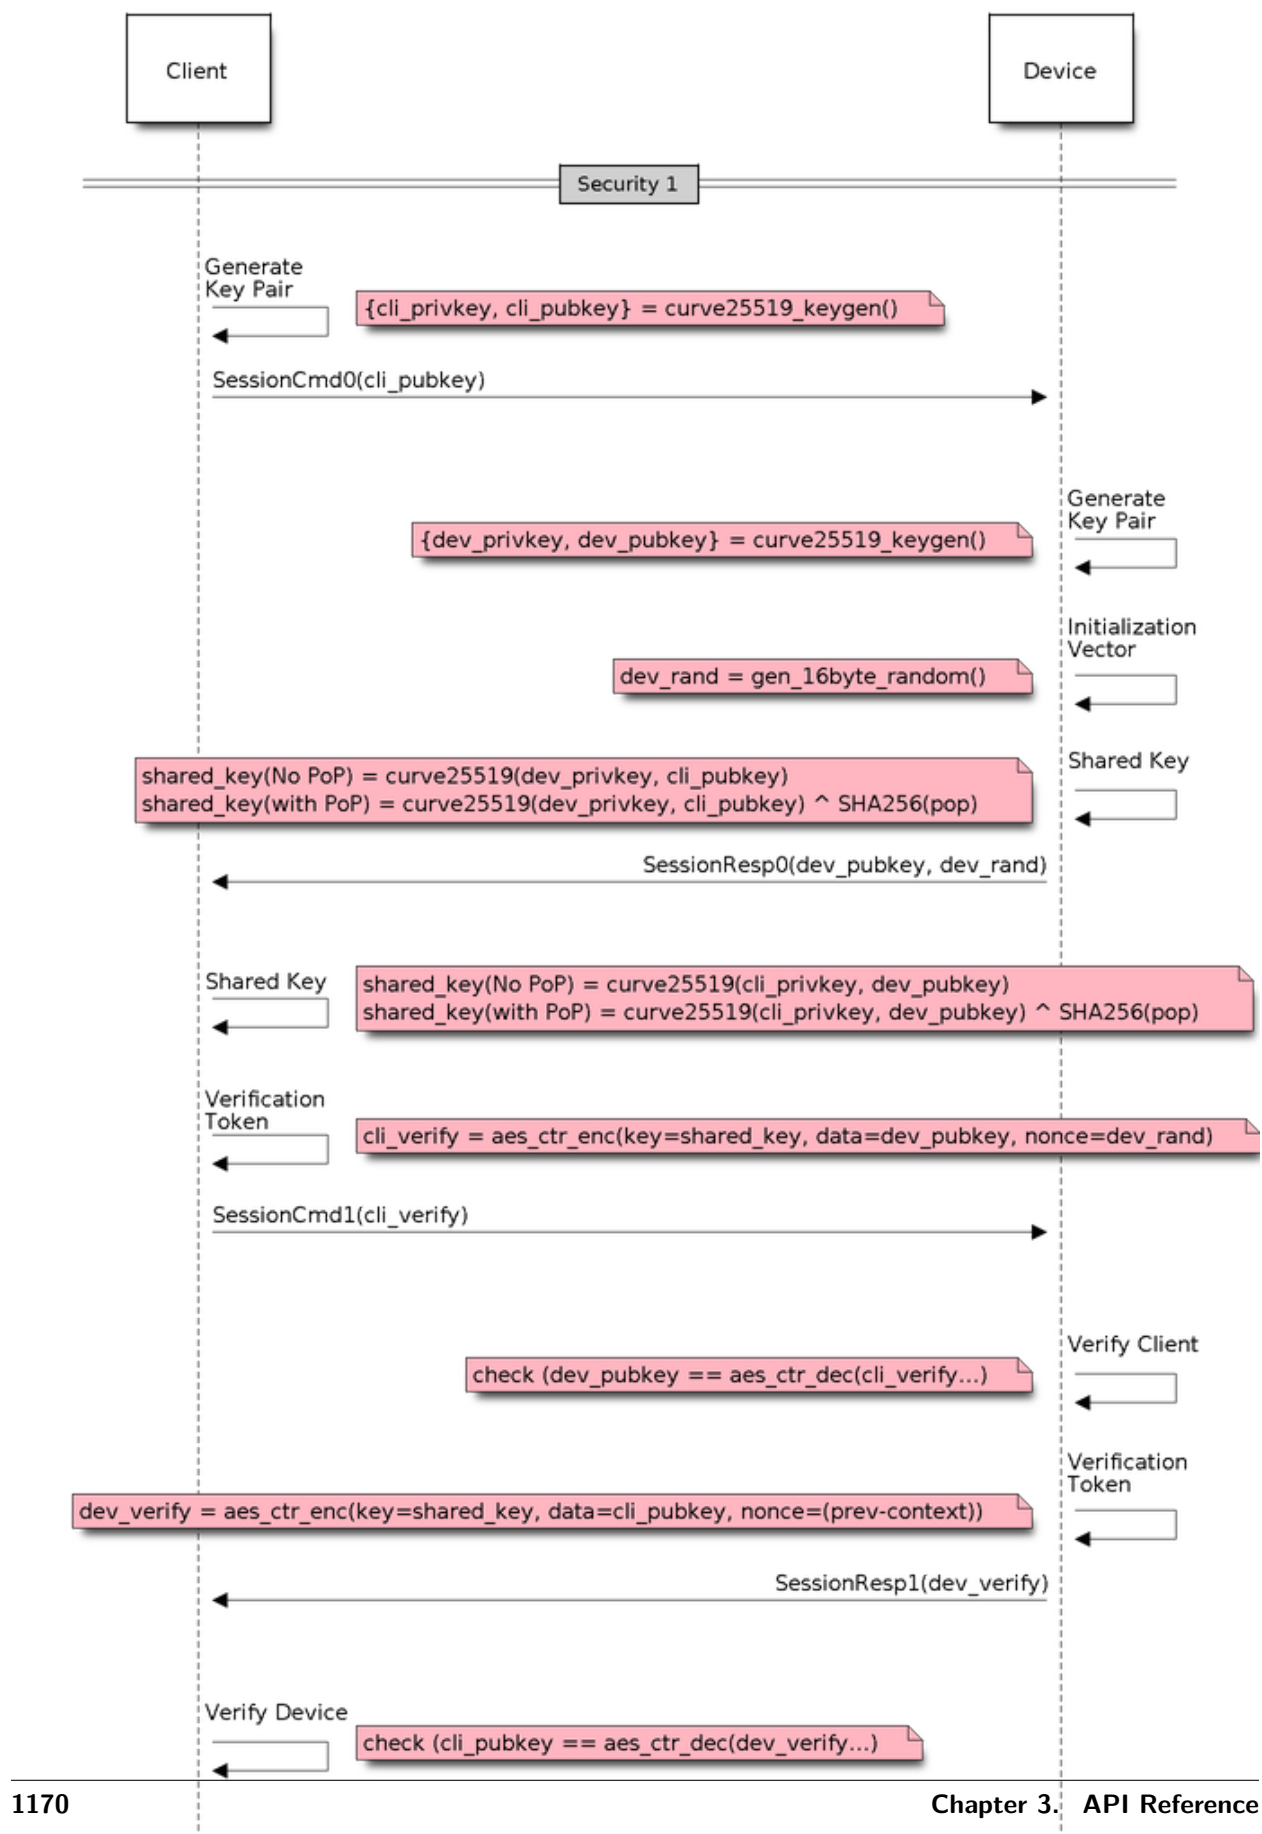 Client
Device
Security 1
Generate
Key Pair
{cli_privkey, cli_pubkey} = curve25519_keygen()
SessionCmd0(cli_pubkey)
Generate
Key Pair
{dev_privkey, dev_pubkey} = curve25519_keygen()
Initialization
Vector
dev_rand = gen_16byte_random()
Shared Key
shared_key(No PoP) = curve25519(dev_privkey, cli_pubkey)
shared_key(with PoP) = curve25519(dev_privkey, cli_pubkey) ^ SHA256(pop)
SessionResp0(dev_pubkey, dev_rand)
Shared Key
shared_key(No PoP) = curve25519(cli_privkey, dev_pubkey)
shared_key(with PoP) = curve25519(cli_privkey, dev_pubkey) ^ SHA256(pop)
Verification
Token
cli_verify = aes_ctr_enc(key=shared_key, data=dev_pubkey, nonce=dev_rand)
SessionCmd1(cli_verify)
Verify Client
check (dev_pubkey == aes_ctr_dec(cli_verify...)
Verification
Token
dev_verify = aes_ctr_enc(key=shared_key, data=cli_pubkey, nonce=(prev-context))
SessionResp1(dev_verify)
Verify Device
check (cli_pubkey == aes_ctr_dec(dev_verify...)
1170
Chapter 3. API Reference